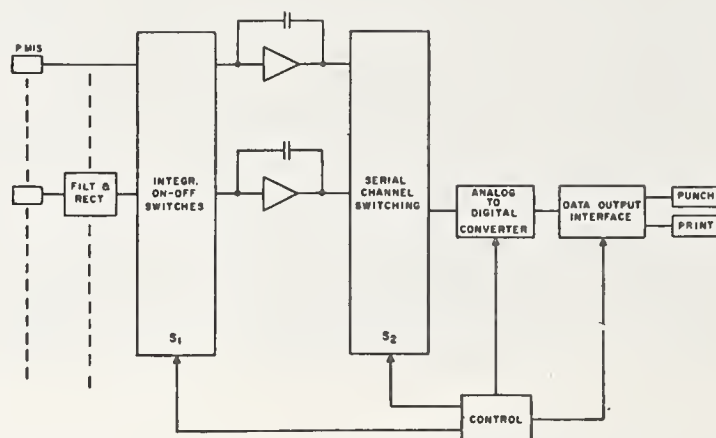 PMIS
FILT &
RECT
INTEGR.
ON-OFF
SWITCHES
S1
SERIAL
CHANNEL
SWITCHING
S2
ANALOG
TO
DIGITAL
CONVERTER
DATA OUTPUT
INTERFACE
PUNCH
PRINT
CONTROL